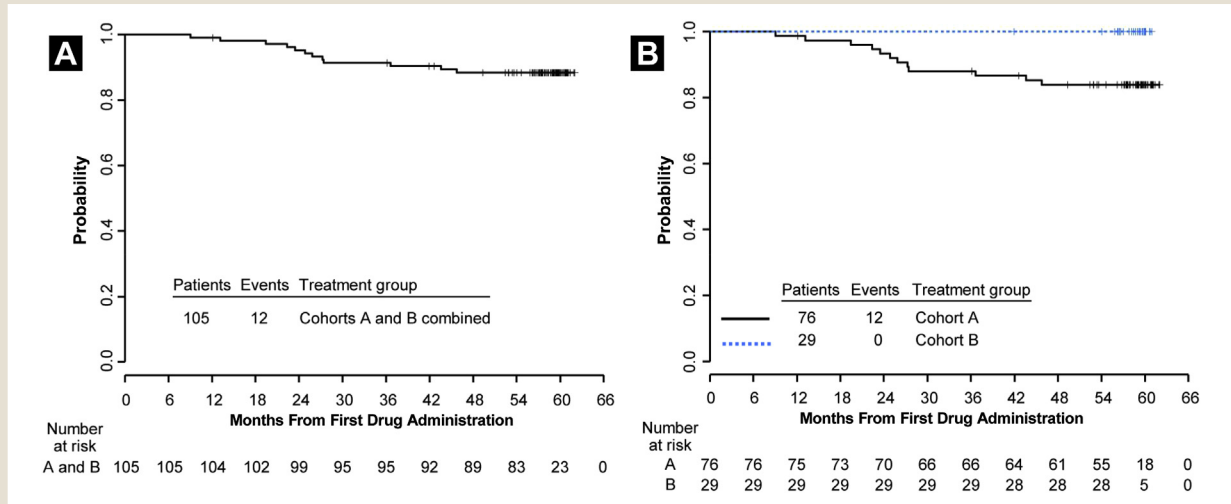 A
1.0
0.8
0.6
0.4
0.2
0.0
Probability
Patients Events Treatment group
105 12 Cohorts A and B combined
0 6 12 18 24 30 36 42 48 54 60 66
Months From First Drug Administration
Number
at risk
A and B 105 105 104 102 99 95 95 92 89 83 23 0
B
1.0
0.8
0.6
0.4
0.2
0.0
Probability
Patients Events Treatment group
76 12 Cohort A
29 0 Cohort B
0 6 12 18 24 30 36 42 48 54 60 66
Months From First Drug Administration
Number
at risk
A 76 76 75 73 70 66 66 64 61 55 18 0
B 29 29 29 29 29 29 29 28 28 28 5 0